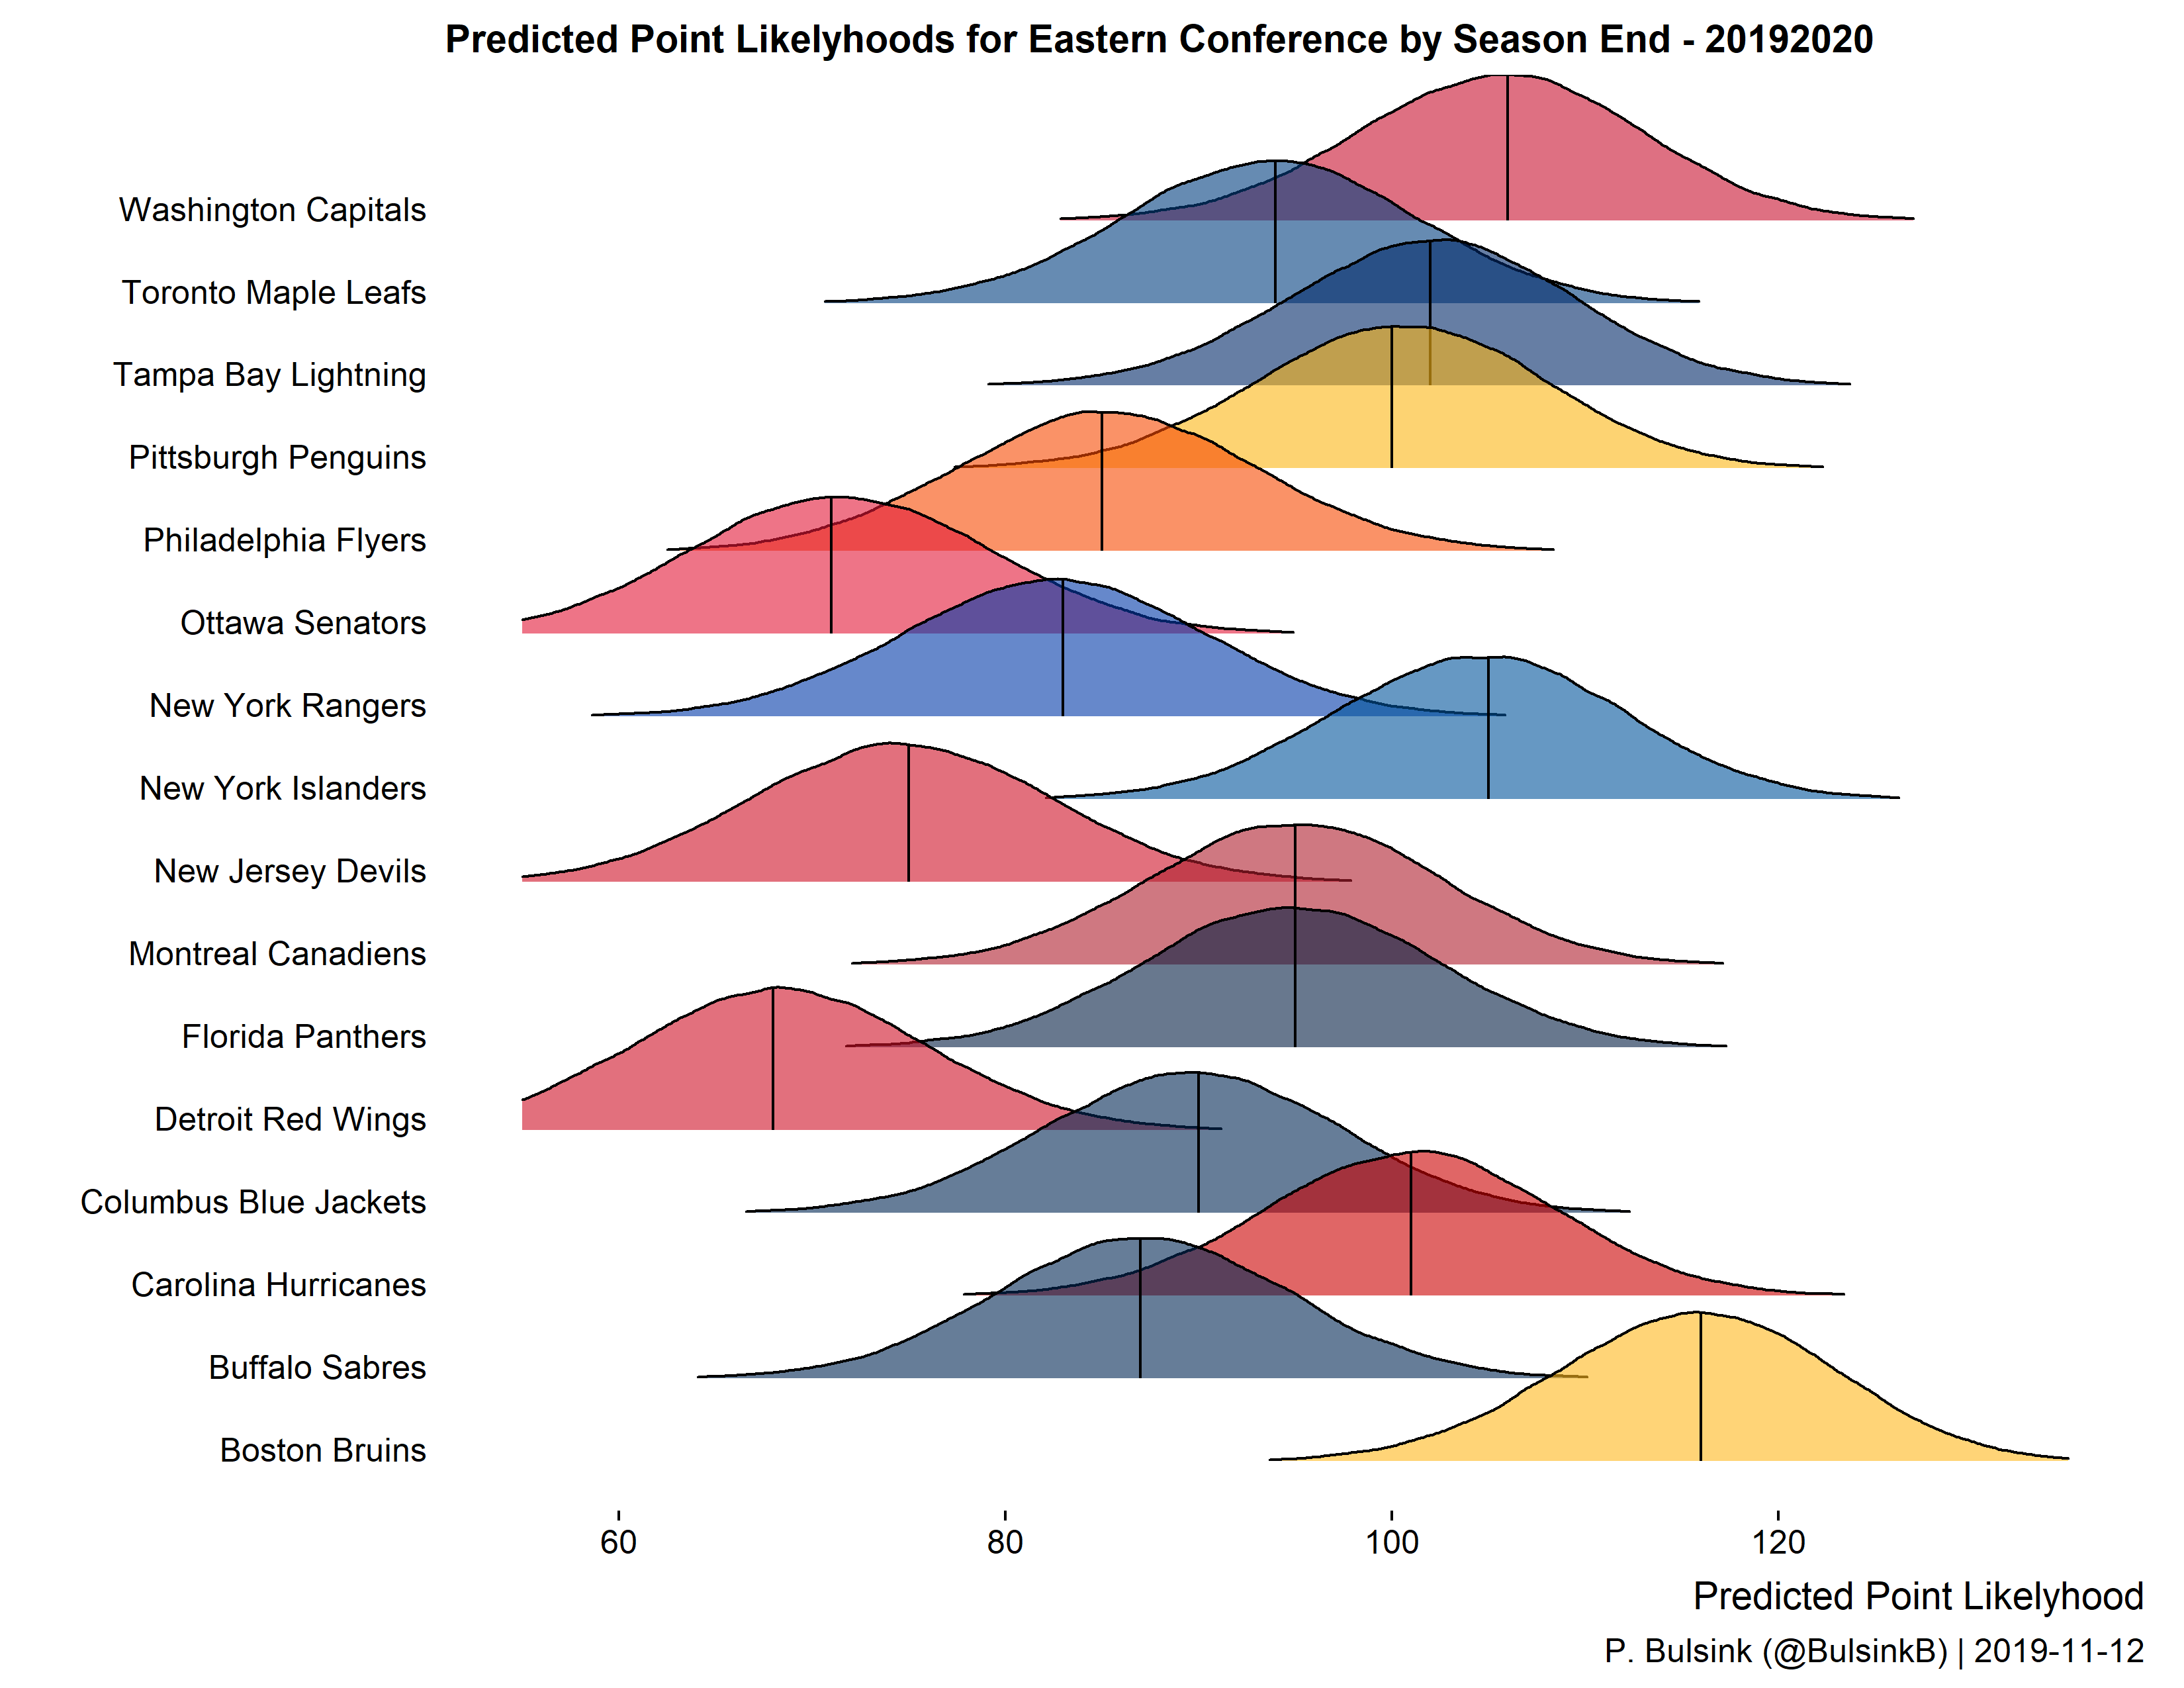 Predicted Point Likelyhoods for Eastern Conference by Season End - 20192020
Washington Capitals
Toronto Maple Leafs
Tampa Bay Lightning
Pittsburgh Penguins
Philadelphia Flyers
Ottawa Senators
New York Rangers
New York Islanders
New Jersey Devils
Montreal Canadiens
Florida Panthers
Detroit Red Wings
Columbus Blue Jackets
Carolina Hurricanes
Buffalo Sabres
Boston Bruins
60 80 100 120
Predicted Point Likelyhood
P. Bulsink (@BulsinkB) | 2019-11-12